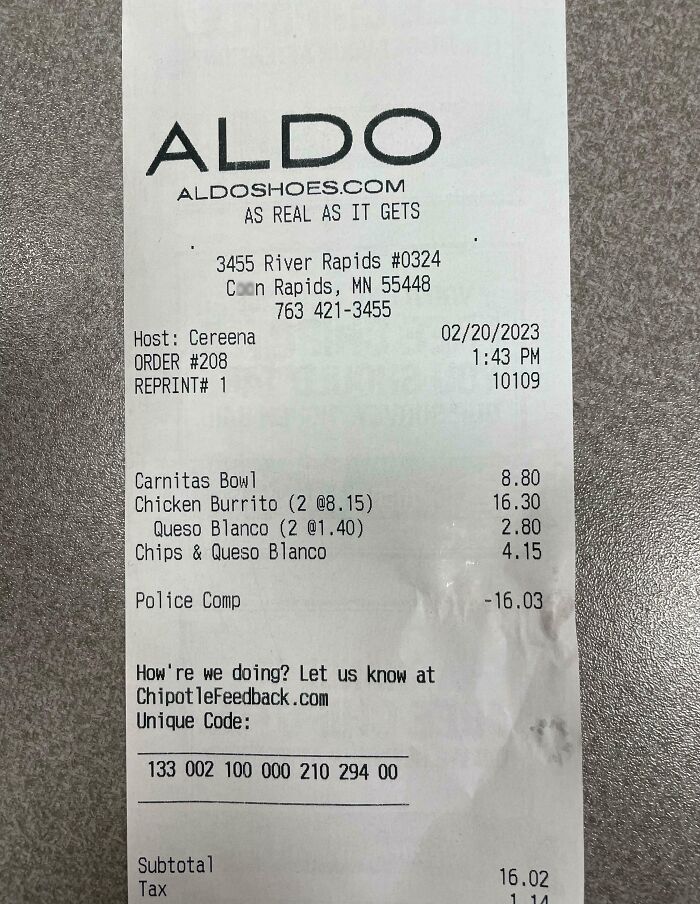 ALDO
ALDOSHOES.COM
AS REAL AS IT GETS
3455 River Rapids #0324
Rapids, MN 55448
763 421-3455
Host: Cereena 02/20/2023
ORDER #208 1:43 PM
REPRINT# 1 10109
Carnitas Bowl 8.80
Chicken Burrito (2 @8.15) 16.30
Queso Blanco (2 @1.40) 2.80
Chips & Queso Blanco 4.15
Police Comp -16.03
How're we doing? Let us know at
ChipotleFeedback.com
Unique Code:
133 002 100 000 210 294 00
Subtotal 16.02
Tax 1.14